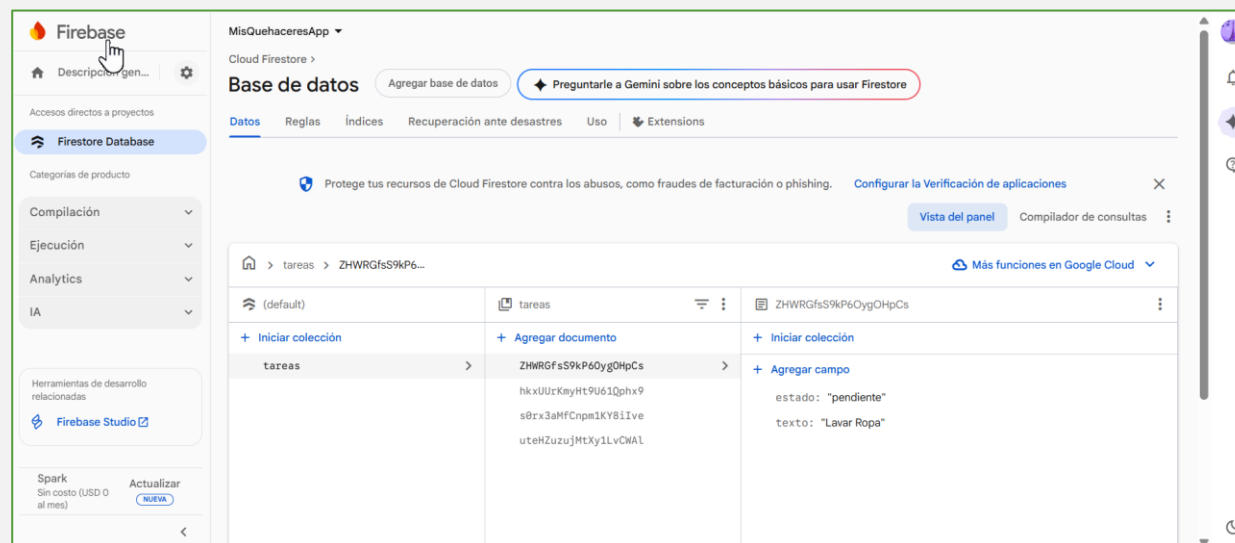 Firebase
Descripción gen...
Accesos directos a proyectos
Firestore Database
Categorías de producto
Compilación
Ejecución
Analytics
IA
Herramientas de desarrollo
relacionadas
Firebase Studio
Spark
Sin costo (USD 0
al mes)
Actualizar
NUEVA
MisQuehaceresApp
Cloud Firestore >
Base de datos
Agregar base de datos
Preguntarle a Gemini sobre los conceptos básicos para usar Firestore
Datos Reglas Índices Recuperación ante desastres Uso Extensions
Protege tus recursos de Cloud Firestore contra los abusos, como fraudes de facturación o phishing. Configurar la Verificación de aplicaciones
Vista del panel Compilador de consultas
> tareas > ZHWRGfsS9kP6...
Más funciones en Google Cloud
(default)
+ Iniciar colección
tareas
tareas
+ Agregar documento
ZHWRGfsS9kP6OygOHpCs
hkxUUrKmyHt9U61Qphx9
s0rx3aMfCnpm1KY8iIve
uteHZuzujMtXy1LvCWAl
ZHWRGfsS9kP6OygOHpCs
+ Iniciar colección
+ Agregar campo
estado: "pendiente"
texto: "Lavar Ropa"